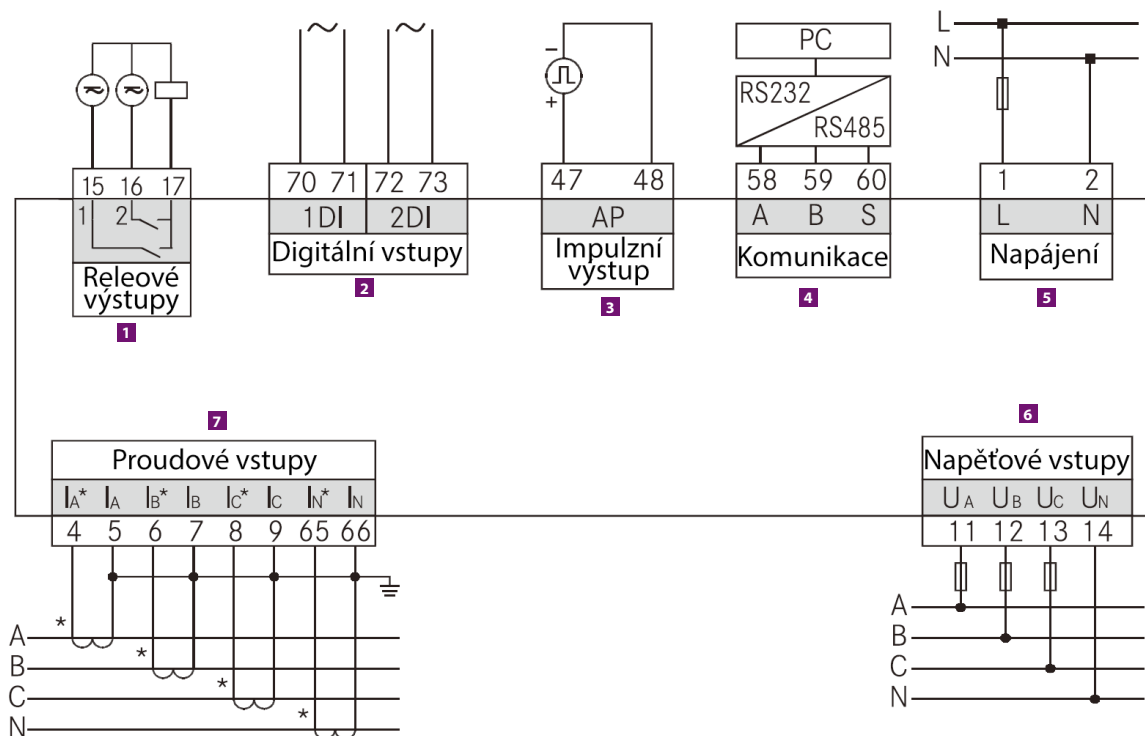 PC
RS232
RS485
L
N
15 16 17
1 2
Releové
výstupy
1
70 71 72 73
1DI 2DI
Digitální vstupy
2
47 48
AP
Impulzní
výstup
3
58 59 60
A B S
Komunikace
4
1 2
L N
Napájení
5
7
Proudové vstupy
IA* IA IB* IB IC* IC IN* IN
4 5 6 7 8 9 65 66
*
A
*
B
*
C
*
N
6
Napěťové vstupy
UA UB UC UN
11 12 13 14
A
B
C
N